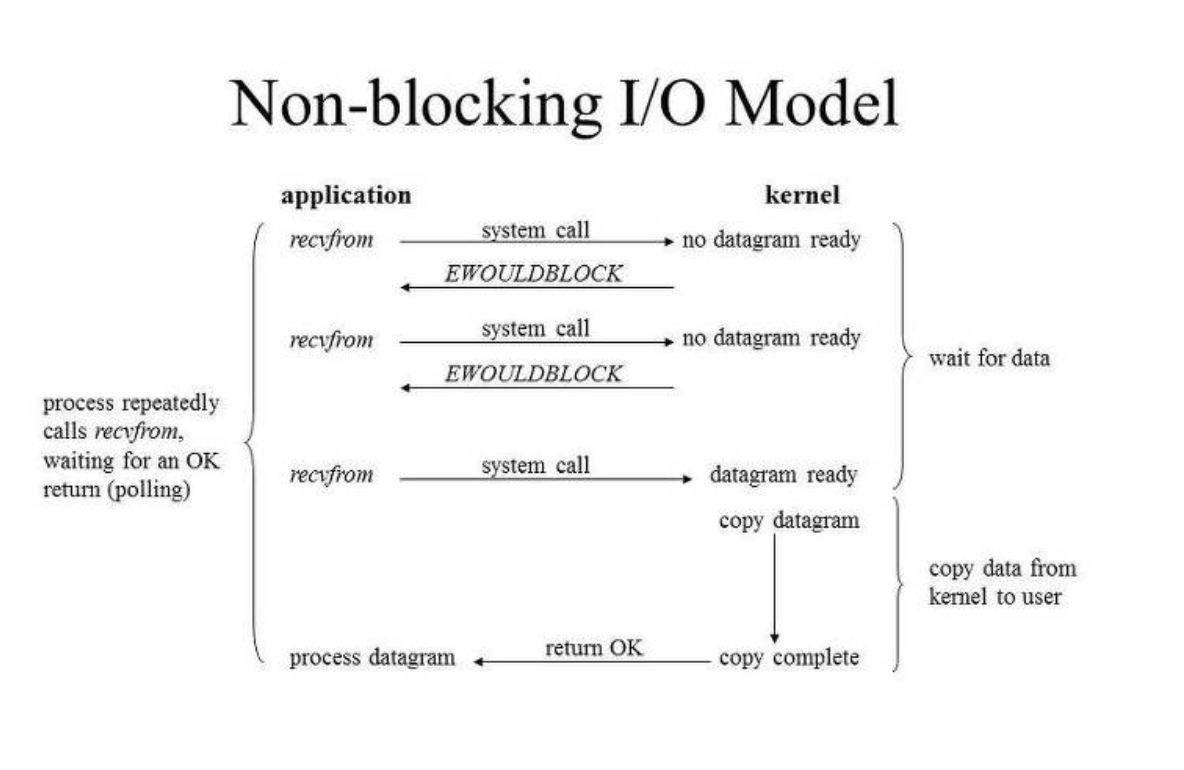 Non-blocking I/O Model
application
kernel
recvfrom
system call
no datagram ready
EWOULDBLOCK
recvfrom
system call
no datagram ready
EWOULDBLOCK
wait for data
process repeatedly
calls recvfrom,
waiting for an OK
return (polling)
recvfrom
system call
datagram ready
copy datagram
copy data from
kernel to user
process datagram
return OK
copy complete